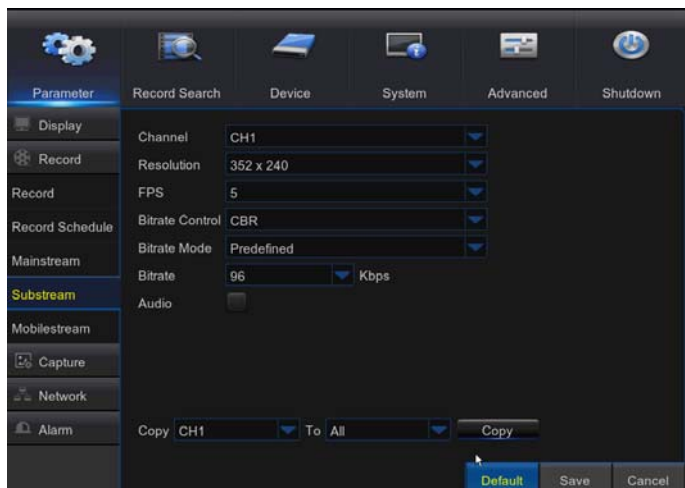 Parameter Record Search Device System Advanced Shutdown
Display
Record
Record
Record Schedule
Mainstream
Substream
Mobilestream
Capture
Network
Alarm
Channel CH1
Resolution 352 x 240
FPS 5
Bitrate Control CBR
Bitrate Mode Predefined
Bitrate 96 Kbps
Audio
Copy CH1 To All Copy
Default Save Cancel